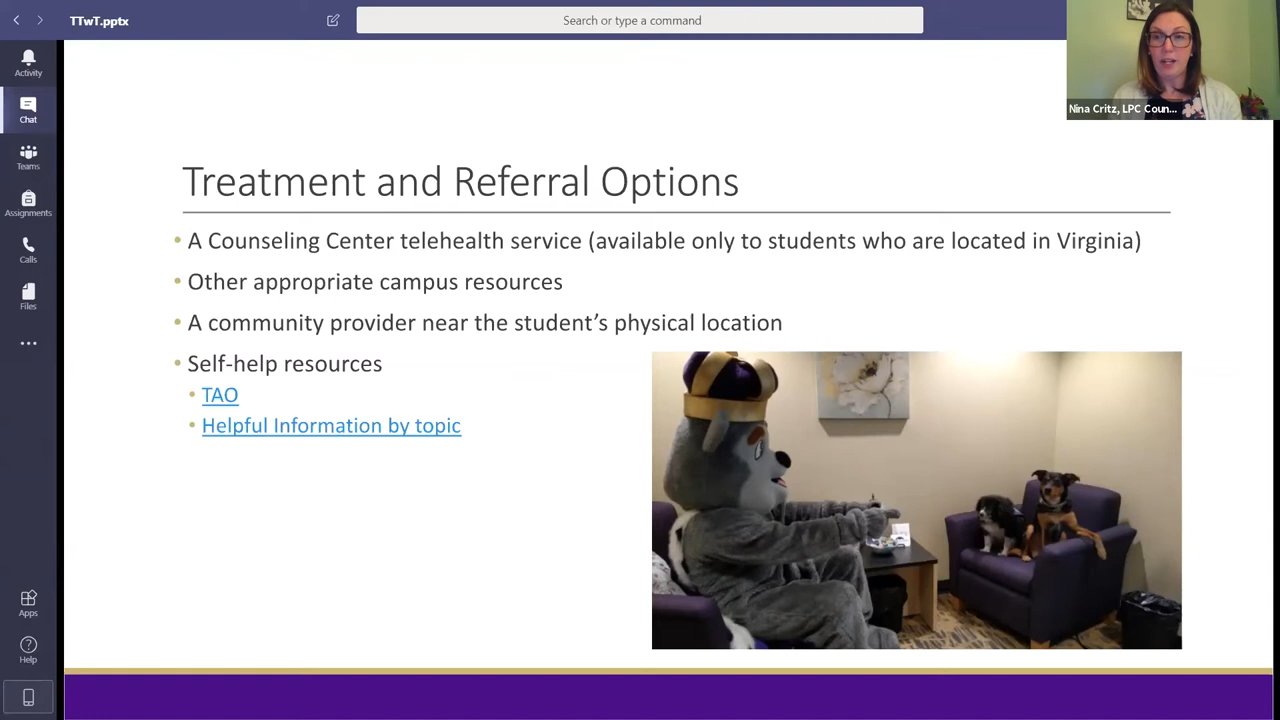 TTwT.pptx
Search or type a command
Activity
Chat
Teams
Assignments
Calls
Files
Apps
Help
Nina Critz, LPC Coun...
Treatment and Referral Options
• A Counseling Center telehealth service (available only to students who are located in Virginia)
• Other appropriate campus resources
• A community provider near the student’s physical location
• Self-help resources
• TAO
• Helpful Information by topic